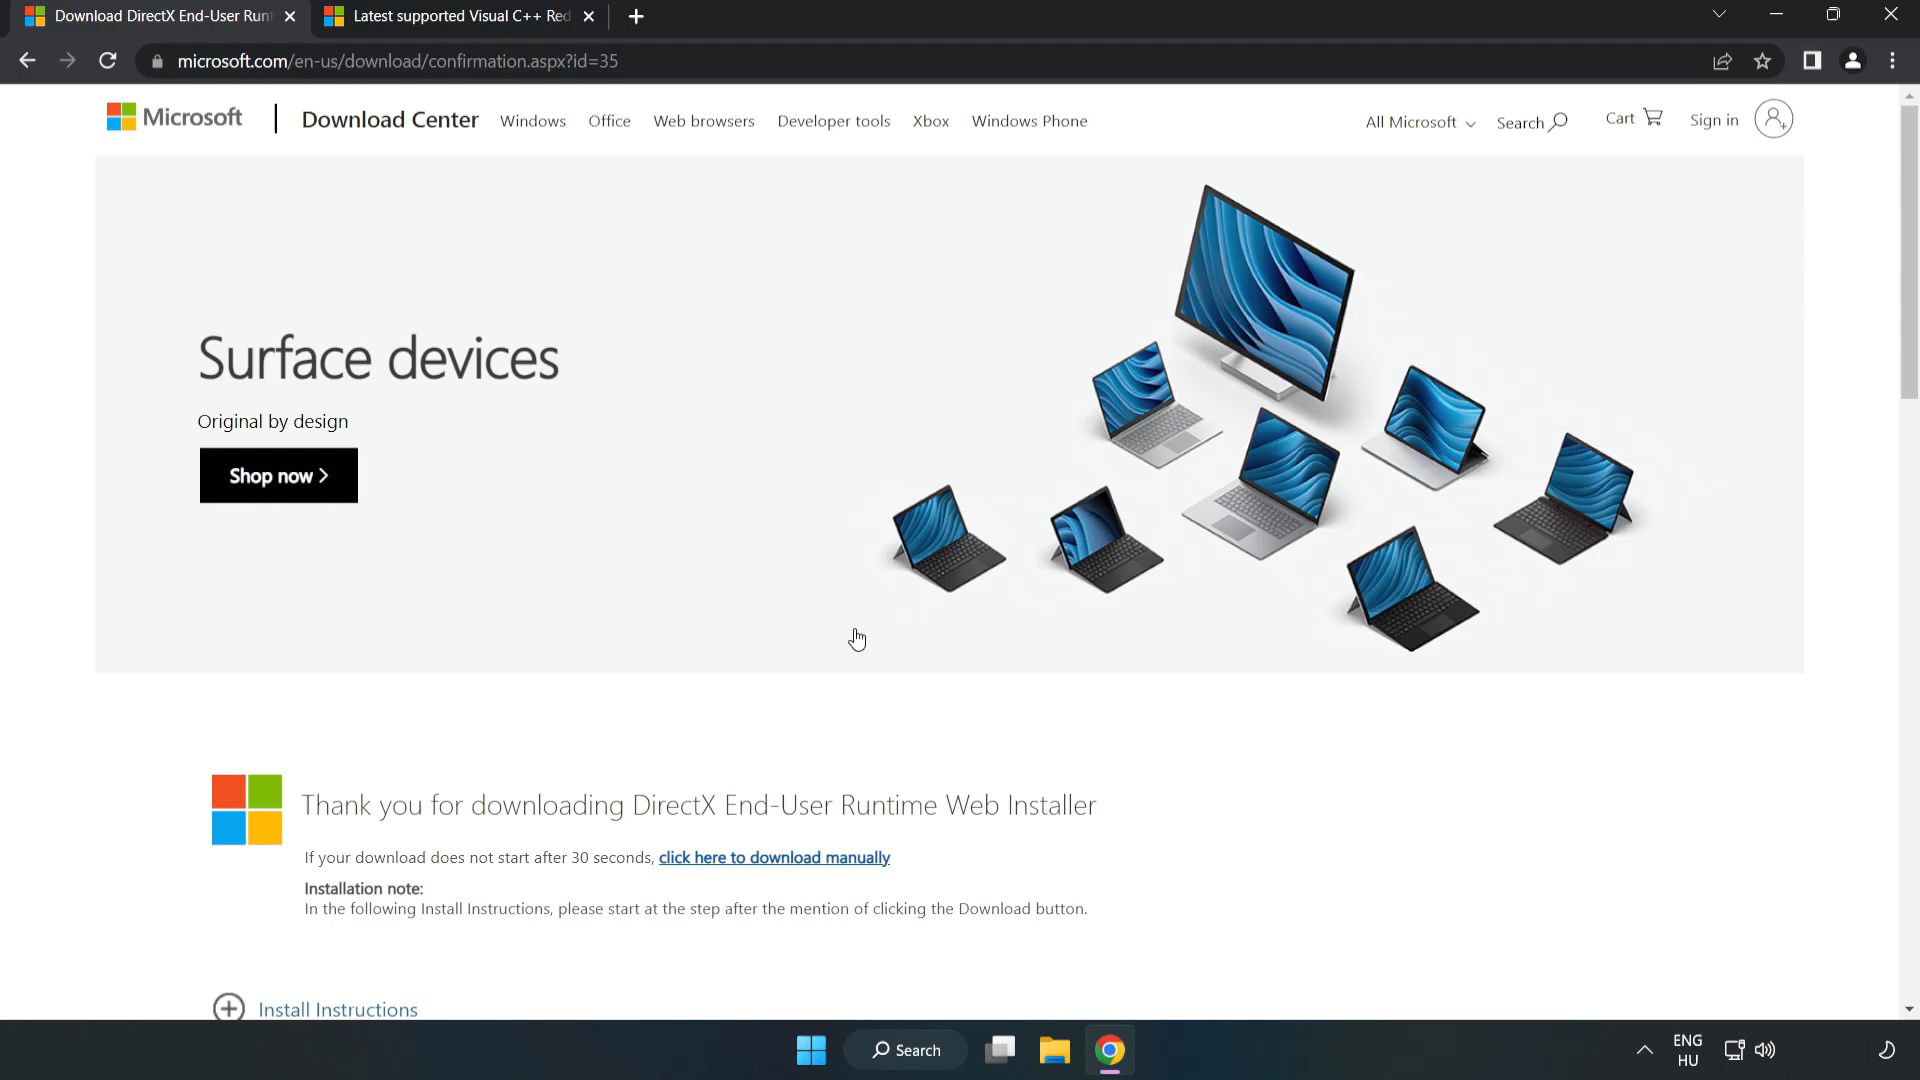 Download DirectX End-User Runt
Latest supported Visual C++ Red
microsoft.com/en-us/download/confirmation.aspx?id=35
Microsoft
Download Center
Windows
Office
Web browsers
Developer tools
Xbox
Windows Phone
All Microsoft
Search
Cart
Sign in
Surface devices
Original by design
Shop now
Thank you for downloading DirectX End-User Runtime Web Installer
If your download does not start after 30 seconds, click here to download manually
Installation note:
In the following Install Instructions, please start at the step after the mention of clicking the Download button.
Install Instructions
Search
ENG
HU